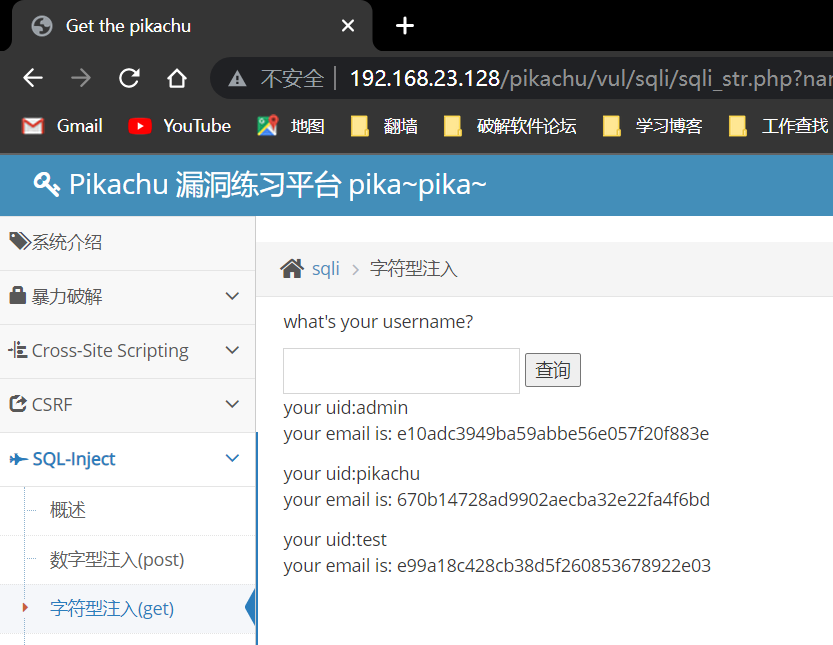 Get the pikachu
不安全 192.168.23.128/pikachu/vul/sqli/sqli_str.php?nar
Gmail YouTube 地图 翻墙 破解软件论坛 学习博客 工作查找
Pikachu 漏洞练习平台 pika~pika~
系统介绍
暴力破解
Cross-Site Scripting
CSRF
SQL-Inject
概述
数字型注入(post)
字符型注入(get)
sqli > 字符型注入
what's your username?
查询
your uid:admin
your email is: e10adc3949ba59abbe56e057f20f883e
your uid:pikachu
your email is: 670b14728ad9902aecba32e22fa4f6bd
your uid:test
your email is: e99a18c428cb38d5f260853678922e03